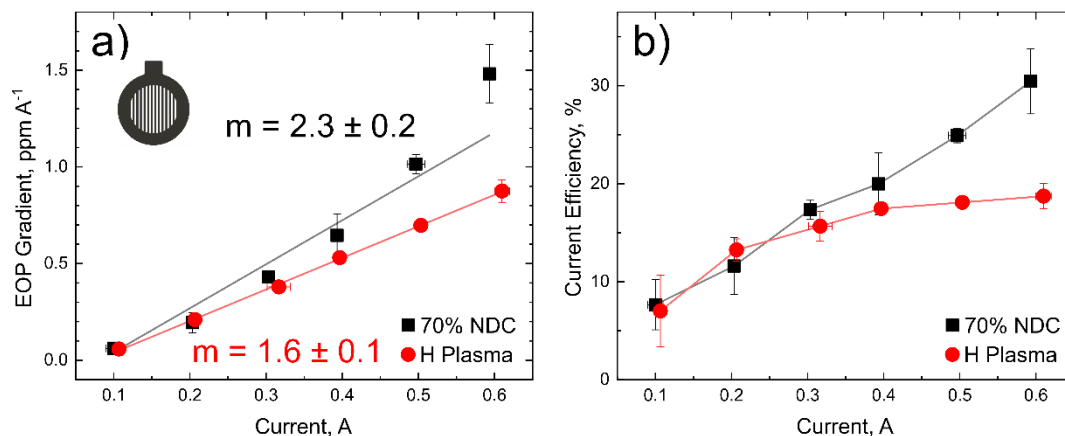 a)
EOP Gradient, ppm A⁻¹
1.5
1.0
0.5
0.0
m = 2.3 ± 0.2
m = 1.6 ± 0.1
70% NDC
H Plasma
0.1 0.2 0.3 0.4 0.5 0.6
Current, A
b)
Current Efficiency, %
30
20
10
0
70% NDC
H Plasma
0.1 0.2 0.3 0.4 0.5 0.6
Current, A